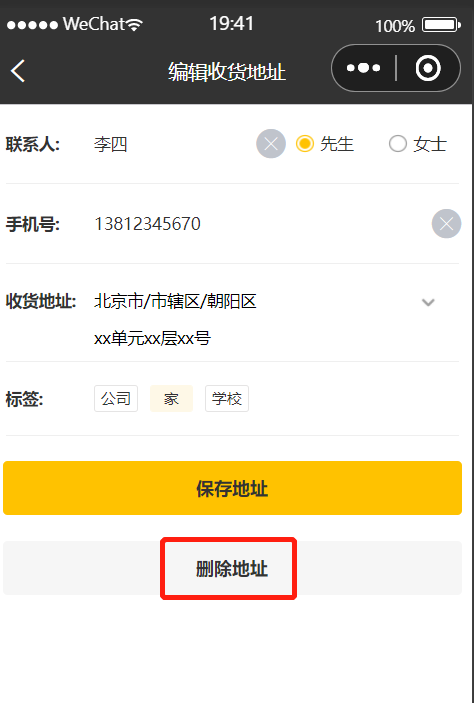 WeChat 19:41 100%
编辑收货地址
联系人: 李四 先生 女士
手机号: 13812345670
收货地址: 北京市/市辖区/朝阳区
xx单元xx层xx号
标签: 公司 家 学校
保存地址
删除地址